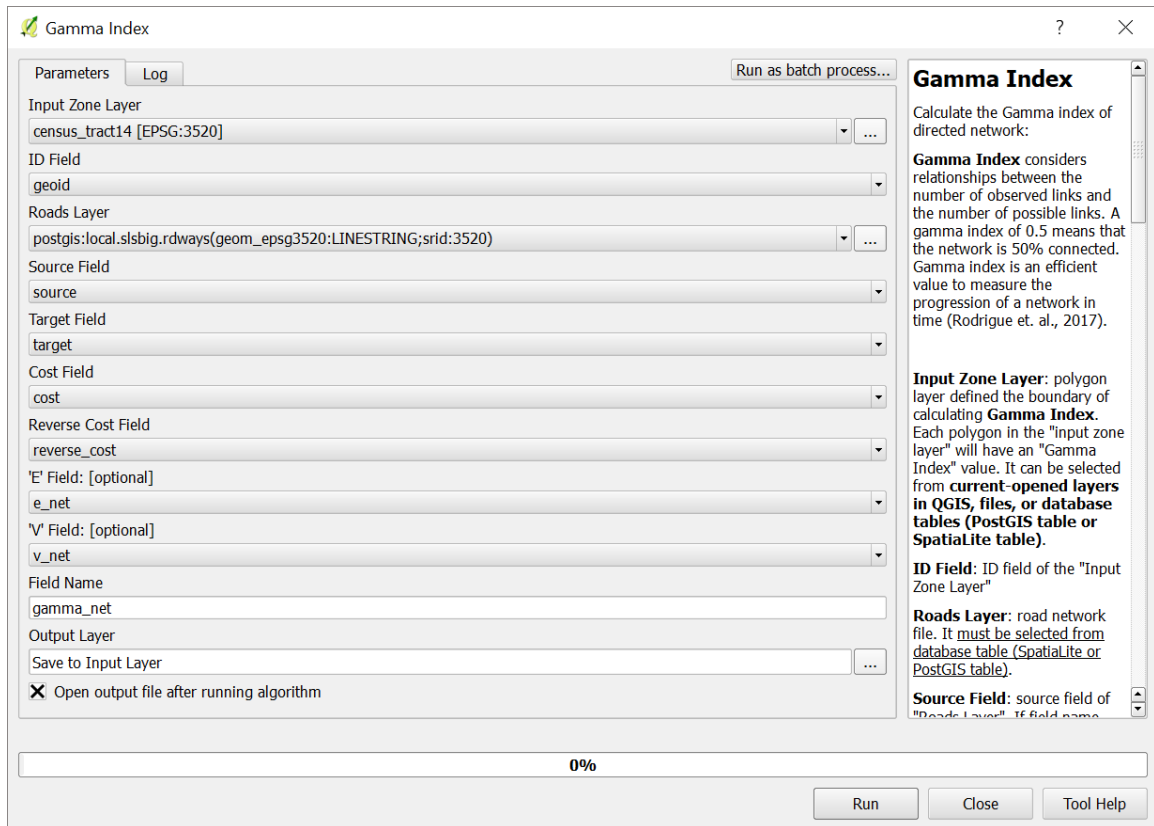 Gamma Index
?
Parameters
Log
Run as batch process...
Input Zone Layer
census_tract14 [EPSG:3520]
...
ID Field
geoid
Roads Layer
postgis:local.slsbig.rdways(geom_epsg3520:LINESTRING;srid:3520)
...
Source Field
source
Target Field
target
Cost Field
cost
Reverse Cost Field
reverse_cost
'E' Field: [optional]
e_net
'V' Field: [optional]
v_net
Field Name
gamma_net
Output Layer
Save to Input Layer
...
Open output file after running algorithm
Gamma Index
Calculate the Gamma index of
directed network:
Gamma Index considers
relationships between the
number of observed links and
the number of possible links. A
gamma index of 0.5 means that
the network is 50% connected.
Gamma index is an efficient
value to measure the
progression of a network in
time (Rodrigue et. al., 2017).
Input Zone Layer: polygon
layer defined the boundary of
calculating Gamma Index.
Each polygon in the "input zone
layer" will have an "Gamma
Index" value. It can be selected
from current-opened layers
in QGIS, files, or database
tables (PostGIS table or
SpatiaLite table).
ID Field: ID field of the "Input
Zone Layer"
Roads Layer: road network
file. It must be selected from
database table (SpatiaLite or
PostGIS table).
Source Field: source field of
"Roads Layer". If field name
0%
Run
Close
Tool Help